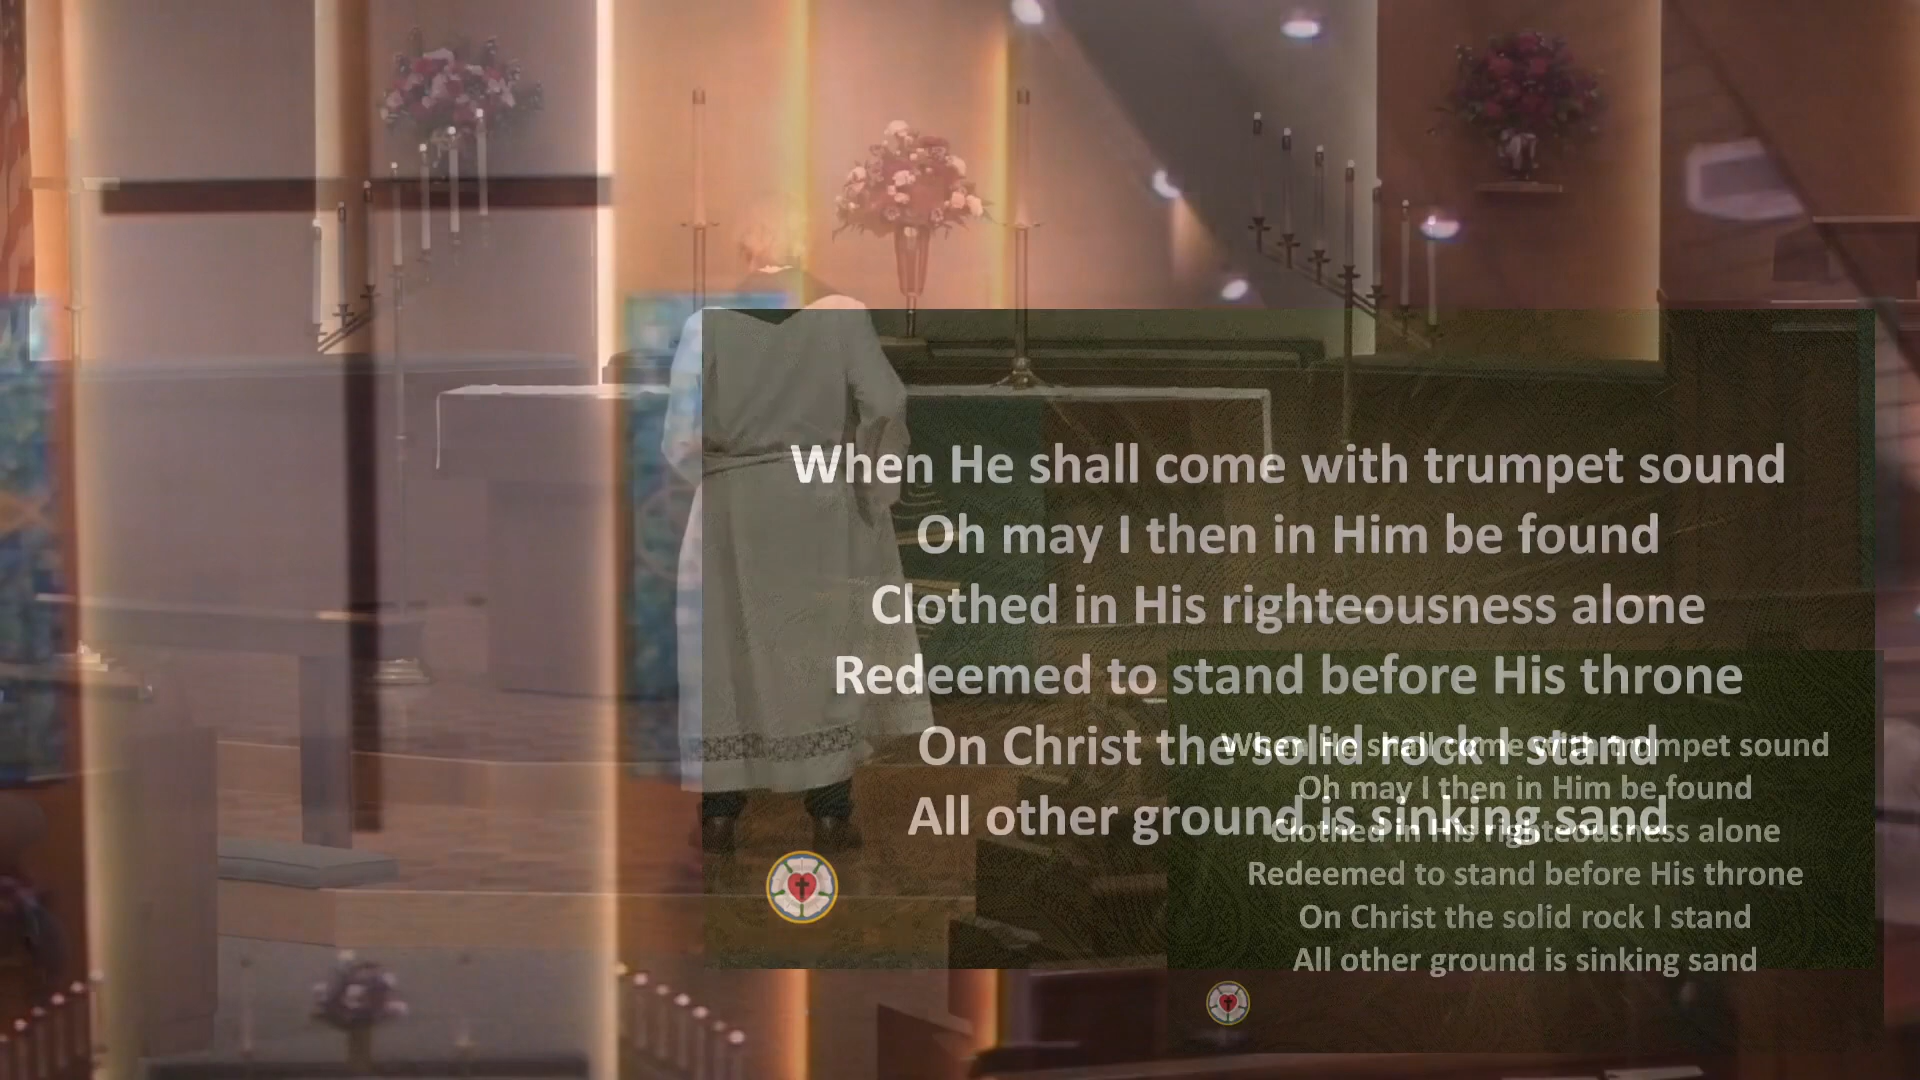 When He shall come with trumpet sound
Oh may I then in Him be found
Clothed in His righteousness alone
Redeemed to stand before His throne
On Christ the solid rock I stand
All other ground is sinking sand
When He shall come with trumpet sound
Oh may I then in Him be found
Clothed in His righteousness alone
Redeemed to stand before His throne
On Christ the solid rock I stand
All other ground is sinking sand